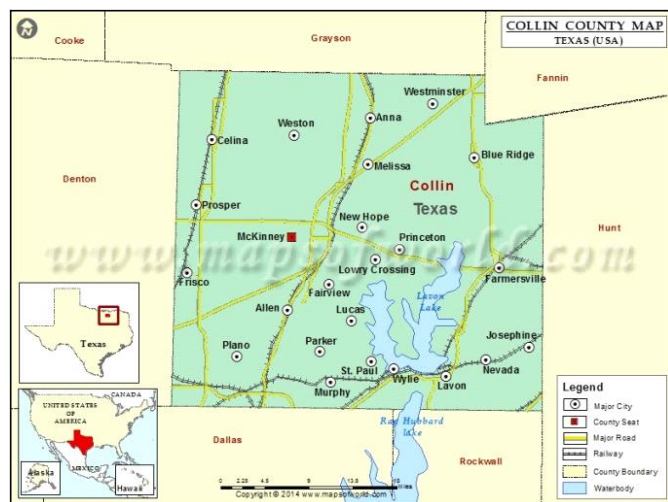 COLLIN COUNTY MAP
TEXAS (USA)
Cooke
Grayson
Fannin
Westminster
Anna
Weston
Celina
Blue Ridge
Melissa
Denton
Collin
Texas
Prosper
New Hope
Hunt
McKinney
Princeton
www.mapsofworld.com
Lowry Crossing
Frisco
Farmersville
Fairview
Lavon
Lake
Allen
Lucas
Texas
Josephine
Parker
Plano
St. Paul
Nevada
Wylie
Lavon
Murphy
Legend
Major City
County Seat
Major Road
Railway
County Boundary
Waterbody
CANADA
UNITED STATES
OF
AMERICA
MEXICO
Alaska
Hawaii
Dallas
Ray Hubbard
lake
Rockwall
Copyright © 2014 www.mapsofworld.com